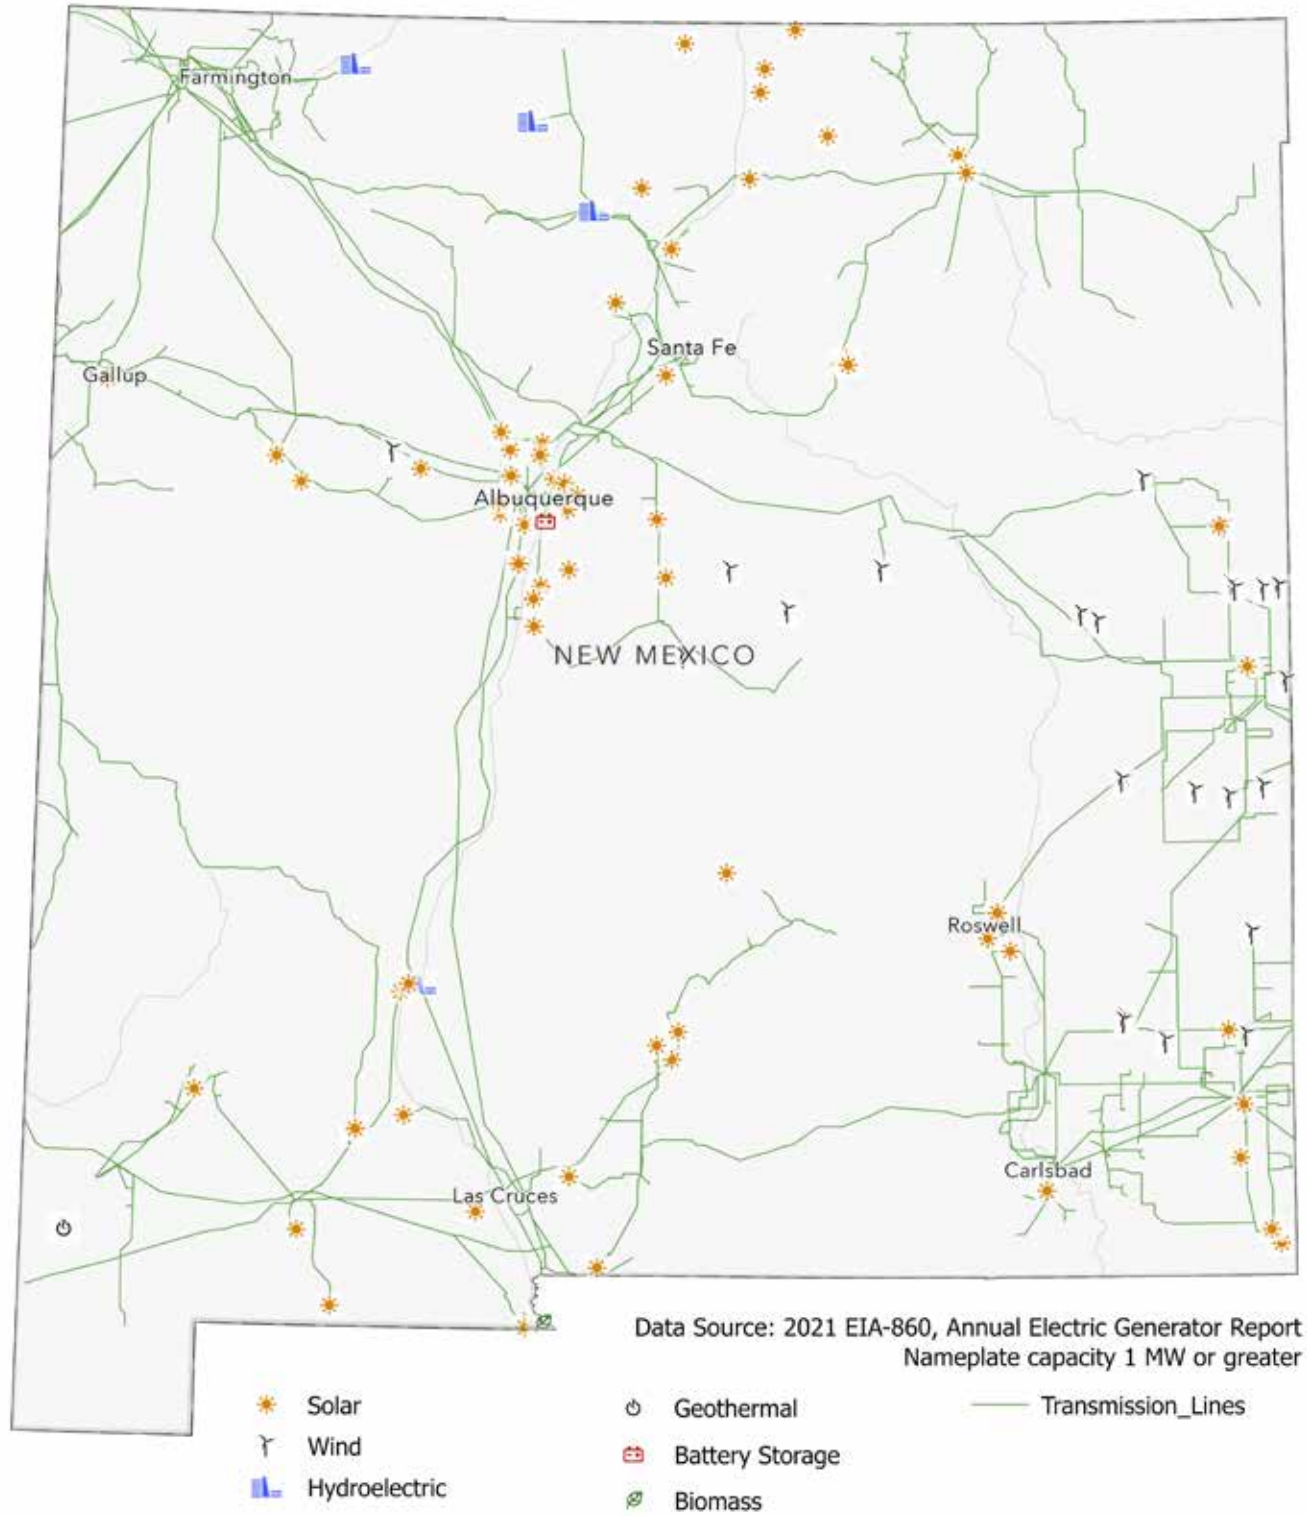 Farmington
Santa Fe
Gallup
Albuquerque
NEW MEXICO
Roswell
Carlsbad
Las Cruces
Data Source: 2021 EIA-860, Annual Electric Generator Report
Nameplate capacity 1 MW or greater
Solar
Geothermal
Transmission_Lines
Wind
Battery Storage
Hydroelectric
Biomass